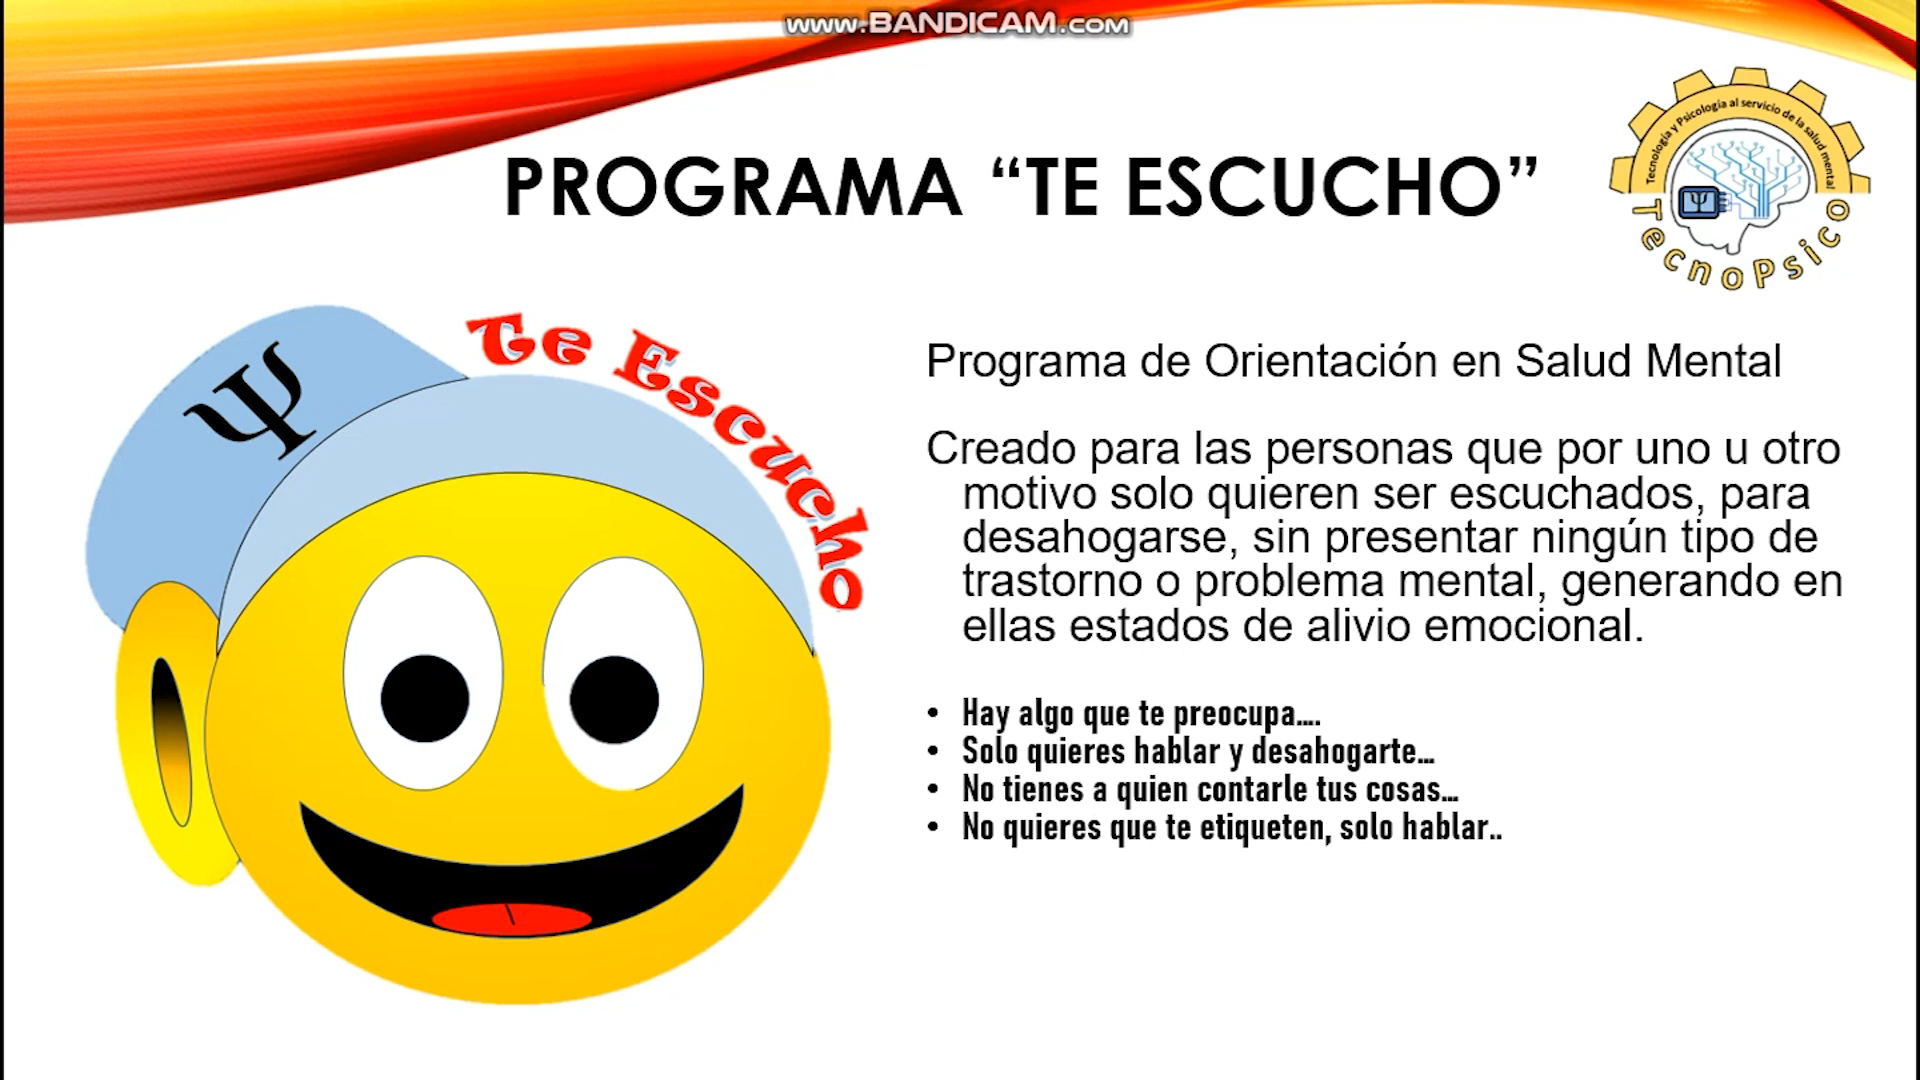 www.BANDICAM.com
PROGRAMA “TE ESCUCHO”
Tecnología y Psicología al servicio de la salud mental
Ψ
TecnoPsico
Te Escucho
Ψ
Programa de Orientación en Salud Mental
Creado para las personas que por uno u otro
motivo solo quieren ser escuchados, para
desahogarse, sin presentar ningún tipo de
trastorno o problema mental, generando en
ellas estados de alivio emocional.
• Hay algo que te preocupa....
• Solo quieres hablar y desahogarte...
• No tienes a quien contarle tus cosas...
• No quieres que te etiqueten, solo hablar..